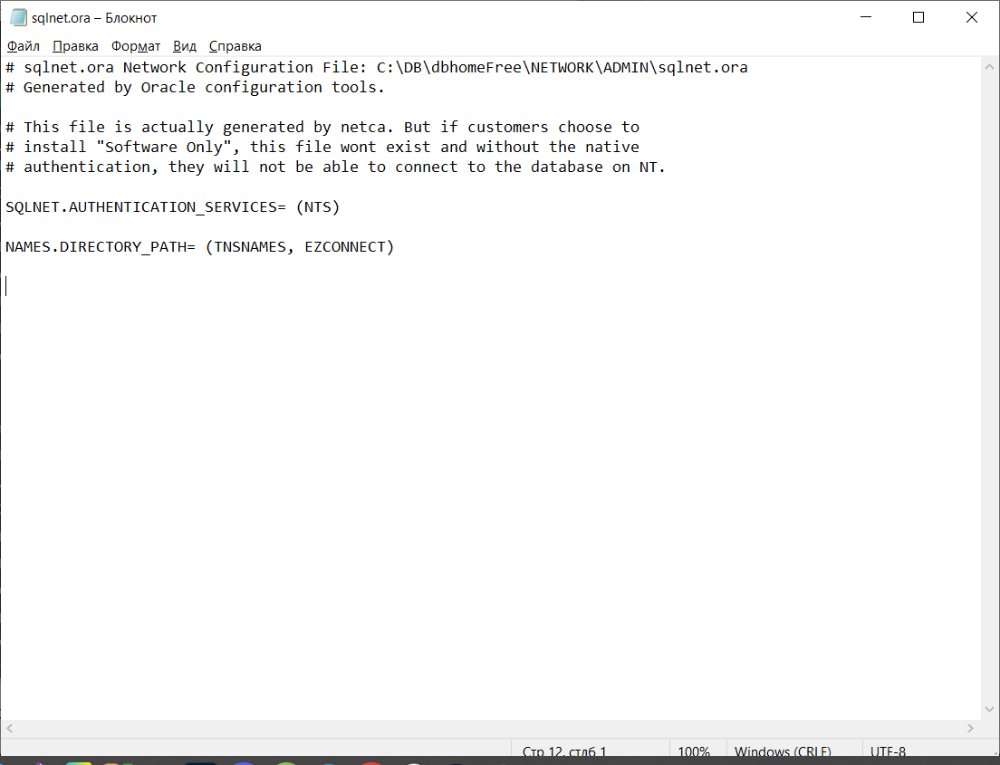 sqlnet.ora – Блокнот
Файл Правка Формат Вид Справка
# sqlnet.ora Network Configuration File: C:\DB\dbhomeFree\NETWORK\ADMIN\sqlnet.ora
# Generated by Oracle configuration tools.
# This file is actually generated by netca. But if customers choose to
# install "Software Only", this file wont exist and without the native
# authentication, they will not be able to connect to the database on NT.
SQLNET.AUTHENTICATION_SERVICES= (NTS)
NAMES.DIRECTORY_PATH= (TNSNAMES, EZCONNECT)
Стр 12, стлб 1 100% Windows (CRLF) UTF-8